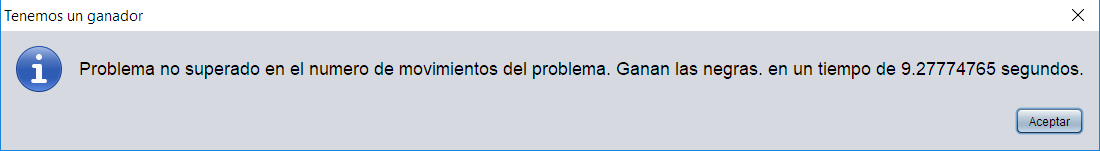 Tenemos un ganador
Problema no superado en el numero de movimientos del problema. Ganan las negras. en un tiempo de 9.27774765 segundos.
Aceptar